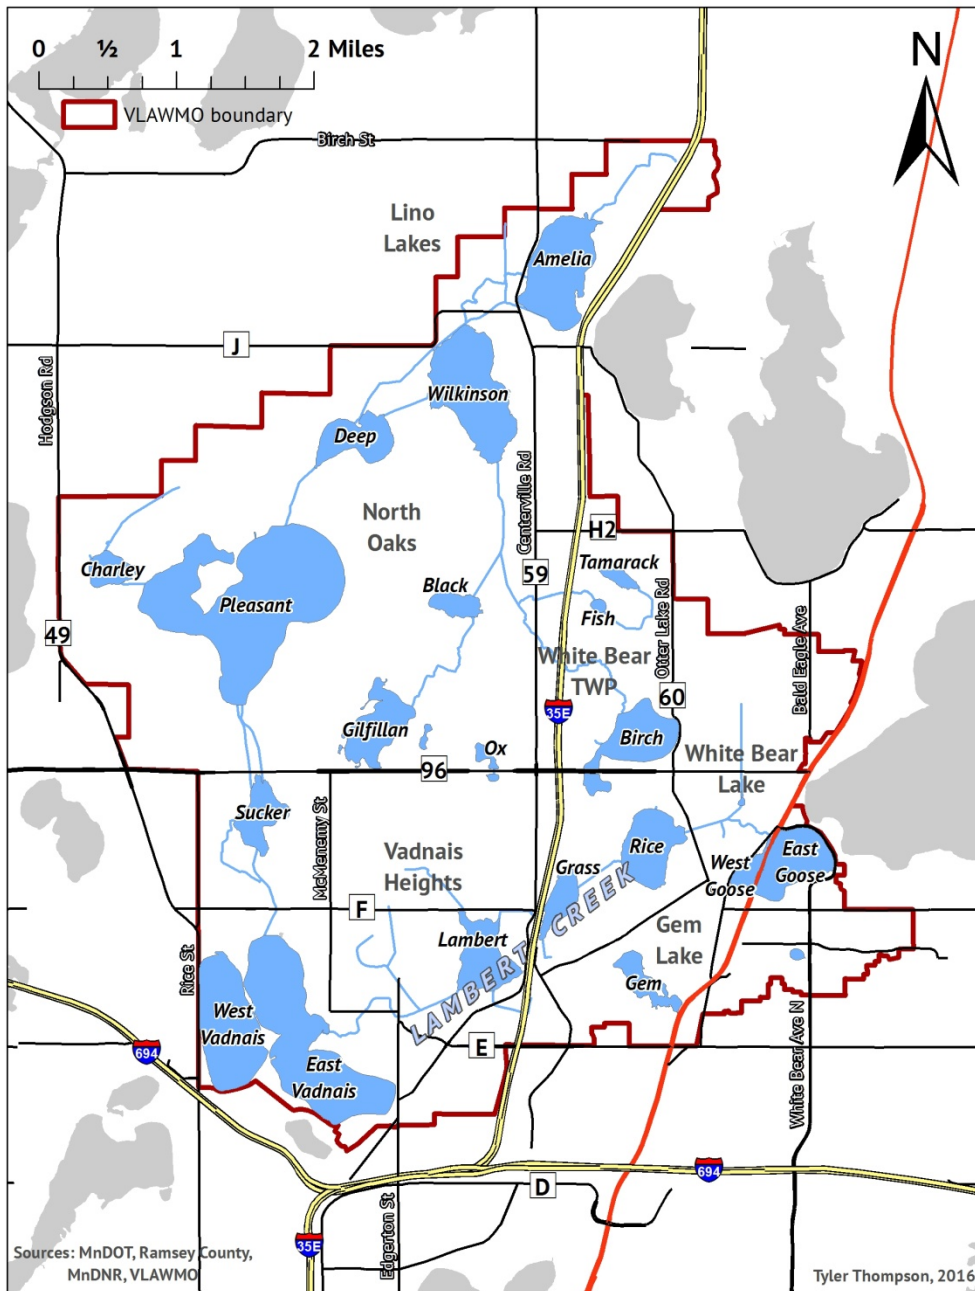 0 ½ 1 2 Miles
VLAWMO boundary
N
Birch St
Lino
Lakes
Amelia
J
Hodgson Rd
Wilkinson
Deep
Centerville Rd
North
Oaks
H2
Charley
Tamarack
59
Black
Fish
Pleasant
Otter Lake Rd
49
Bald Eagle Ave
White Bear
TWP
60
35E
Gilfillan
Birch
Ox
White Bear
Lake
96
Sucker
McMenemy St
Rice
East
Goose
West
Goose
Vadnais
Heights
Grass
F
LAMBERT CREEK
Lambert
Gem
Lake
Rice St
Gem
West
Vadnais
East
Vadnais
E
694
White Bear Ave N
694
D
Edgerton St
35E
Sources: MnDOT, Ramsey County,
MnDNR, VLAWMO
Tyler Thompson, 2016